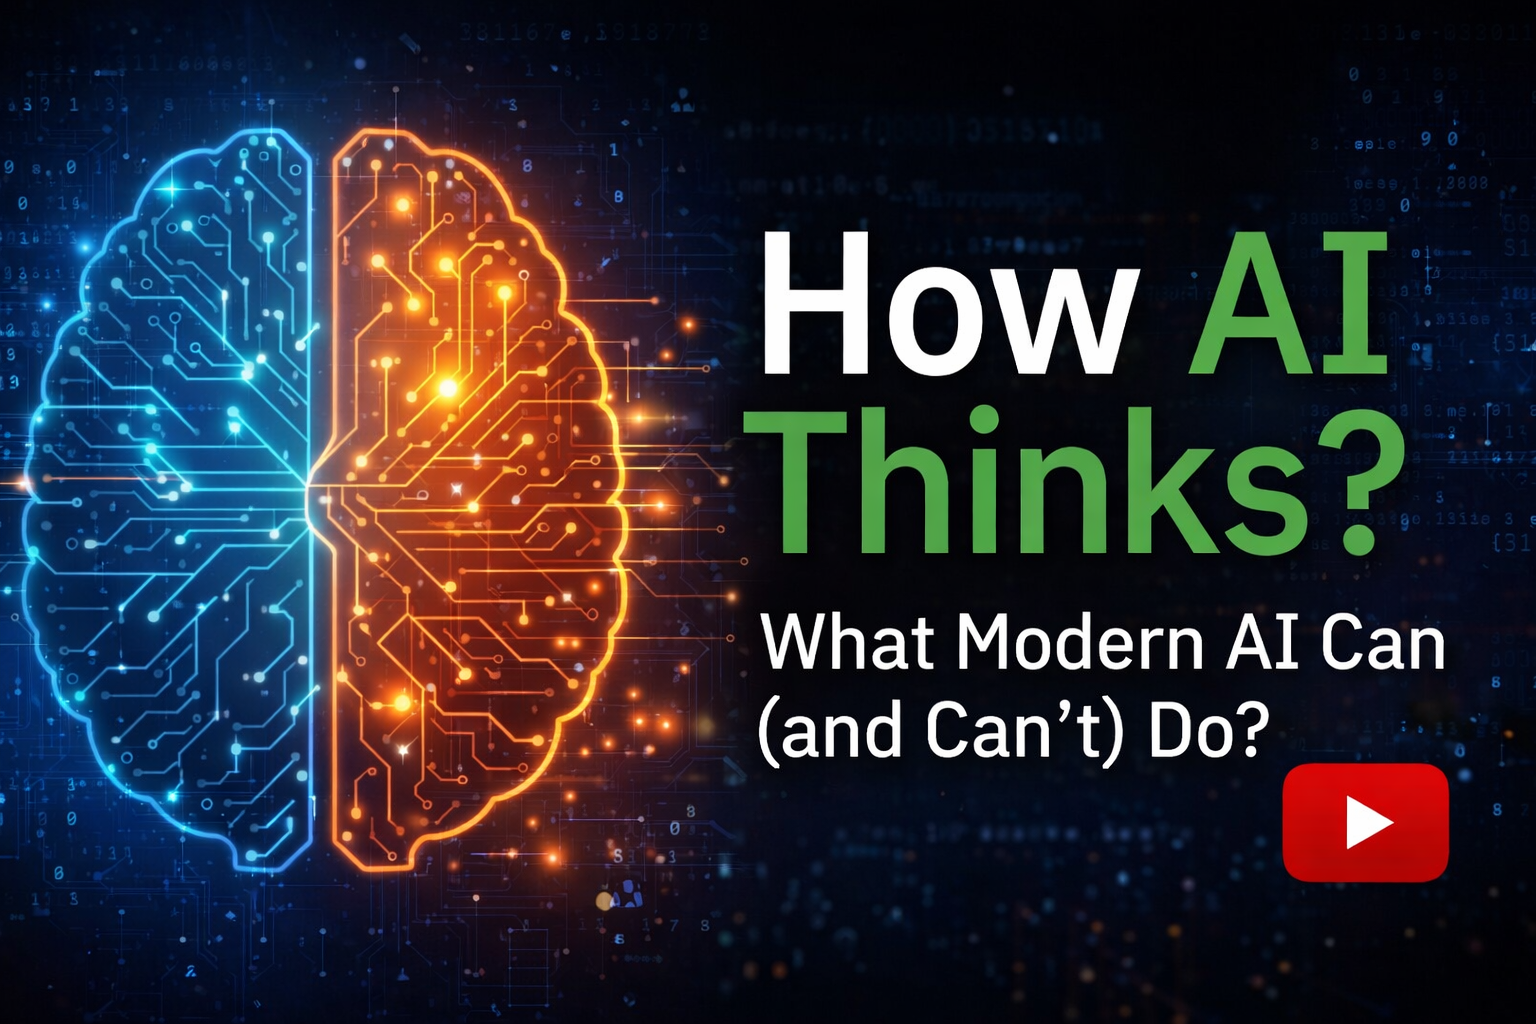 How AI
Thinks?
What Modern AI Can
(and Can’t) Do?